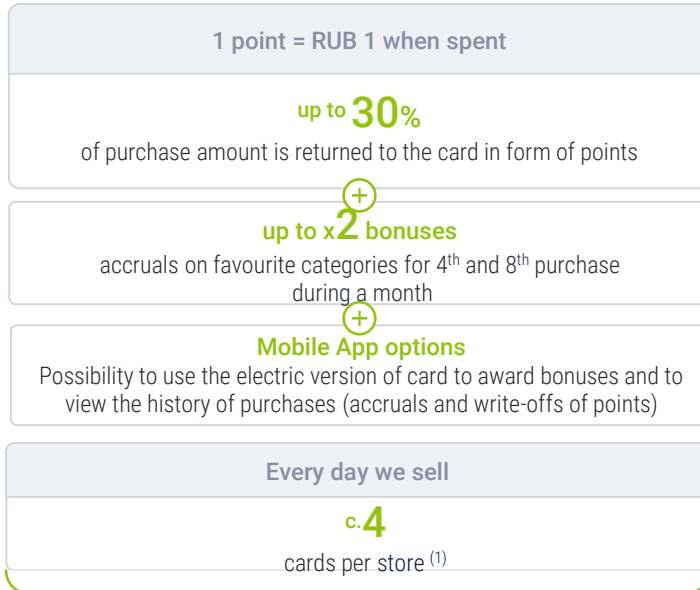 1 point = RUB 1 when spent
up to 30%
of purchase amount is returned to the card in form of points
+
up to x2 bonuses
accruals on favourite categories for 4th and 8th purchase
during a month
+
Mobile App options
Possibility to use the electric version of card to award bonuses and to
view the history of purchases (accruals and write-offs of points)
Every day we sell
c.4
cards per store (1)